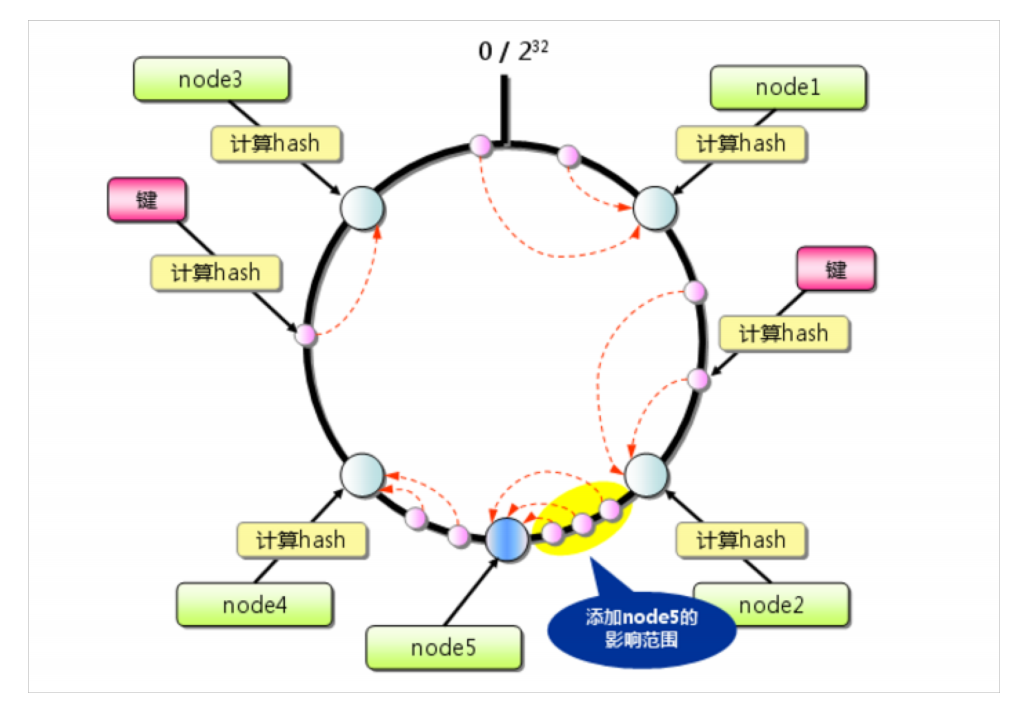 0 / 2³²
node3
node1
计算hash
计算hash
键
计算hash
键
计算hash
计算hash
计算hash
node4
node2
添加node5的
影响范围
node5